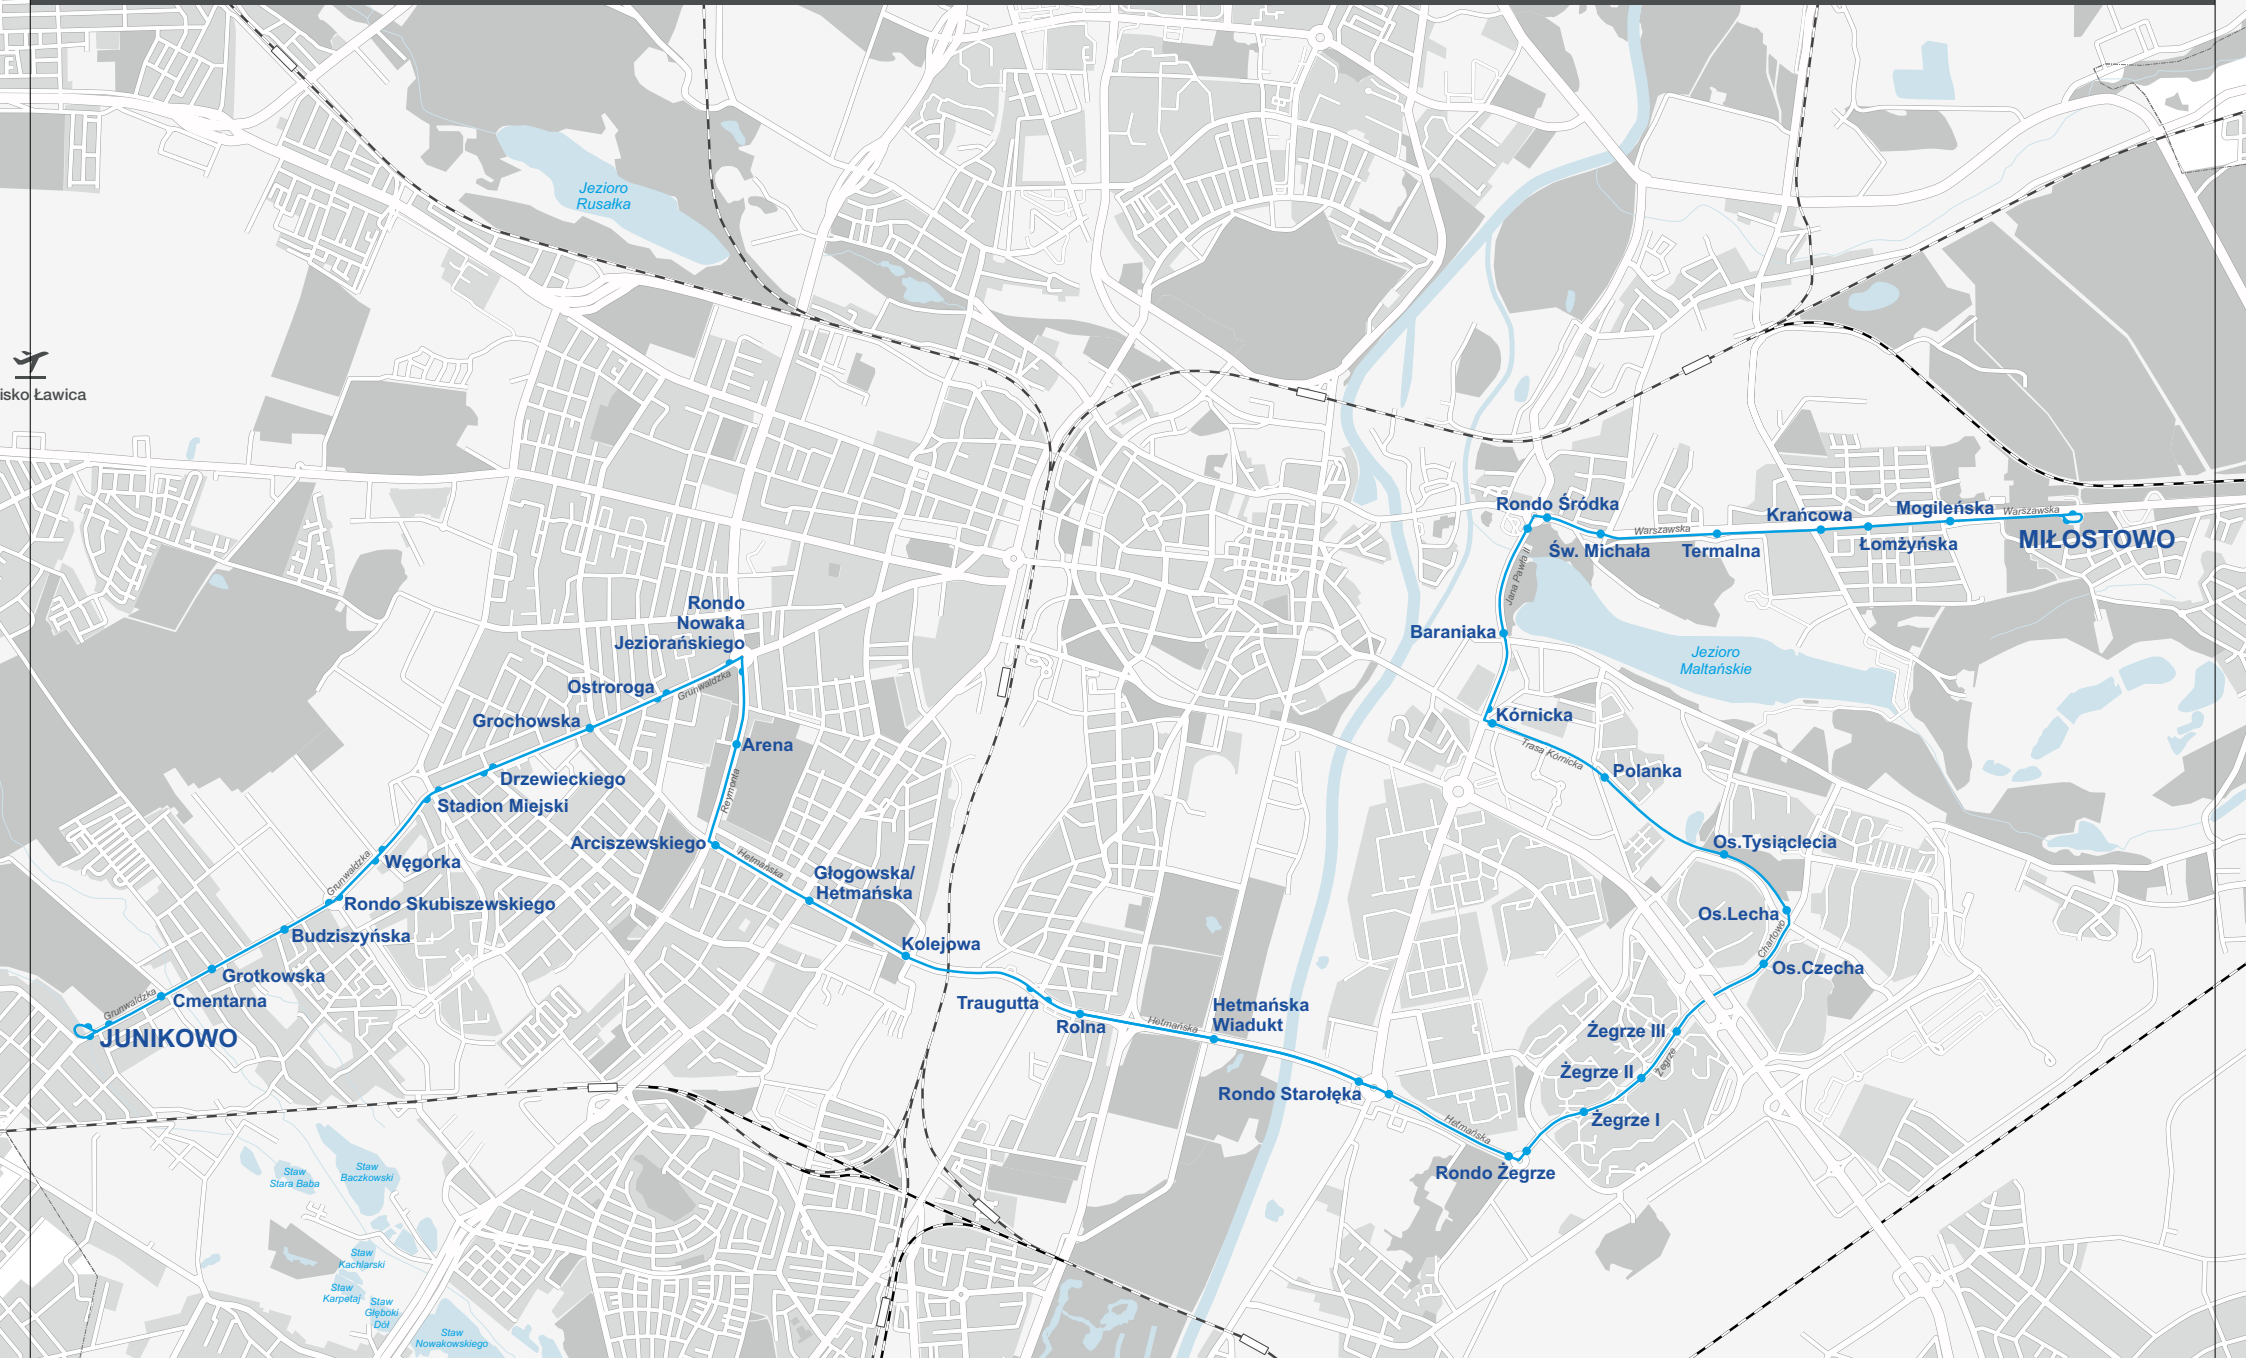 Jezioro
Rusałka
isko Ławica
Rondo Śródka
Krańcowa
Mogileńska
Warszawska
Warszawska
Św. Michała
Termalna
Łomżyńska
MIŁOSTOWO
Jana Pawła II
Rondo
Nowaka
Jeziorańskiego
Baraniaka
Jezioro
Maltańskie
Ostroroga
Grunwaldzka
Grochowska
Kórnicka
Arena
Trasa Kórnicka
Polanka
Drzewieckiego
Reymonta
Stadion Miejski
Arciszewskiego
Os.Tysiąclecia
Węgorka
Grunwaldzka
Hetmańska
Głogowska/
Hetmańska
Rondo Skubiszewskiego
Os.Lecha
Budziszyńska
Kolejowa
Chartowo
Grotkowska
Os.Czecha
Cmentarna
Grunwaldzka
Traugutta
Rolna
Hetmańska
Hetmańska
Wiadukt
JUNIKOWO
Żegrze III
Żegrze II
Żegrze
Rondo Starołęka
Żegrze I
Hetmańska
Rondo Żegrze
Staw
Stara Baba
Staw
Baczkowski
Staw
Kachlarski
Staw
Karpetaj
Staw
Głęboki
Dół
Staw
Nowakowskiego